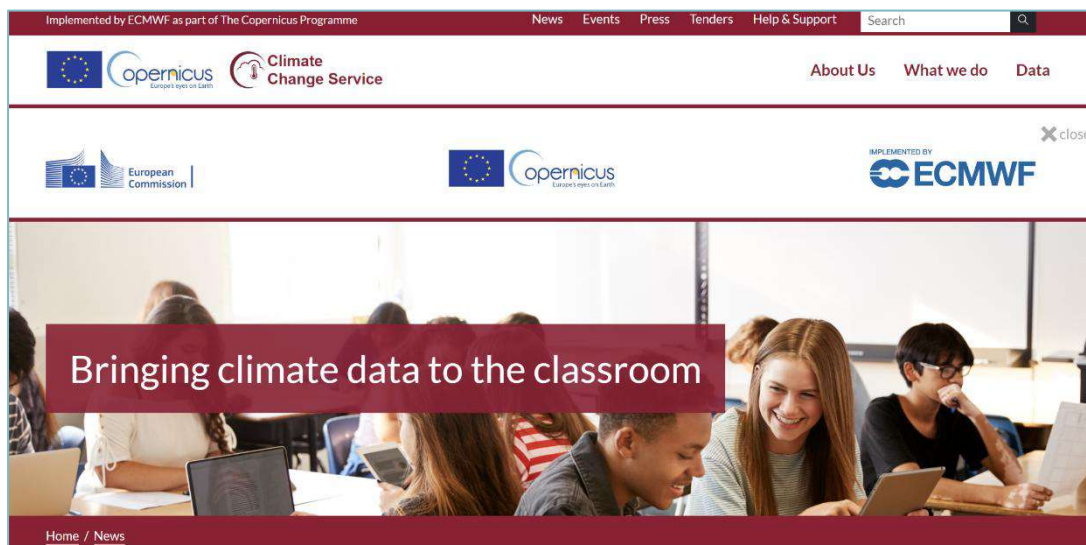 Implemented by ECMWF as part of The Copernicus Programme
News Events Press Tenders Help & Support Search
opernicus
Europe's eyes on Earth
Climate
Change Service
About Us What we do Data
close
European
Commission
opernicus
Europe's eyes on Earth
IMPLEMENTED BY
ECMWF
Bringing climate data to the classroom
Home / News